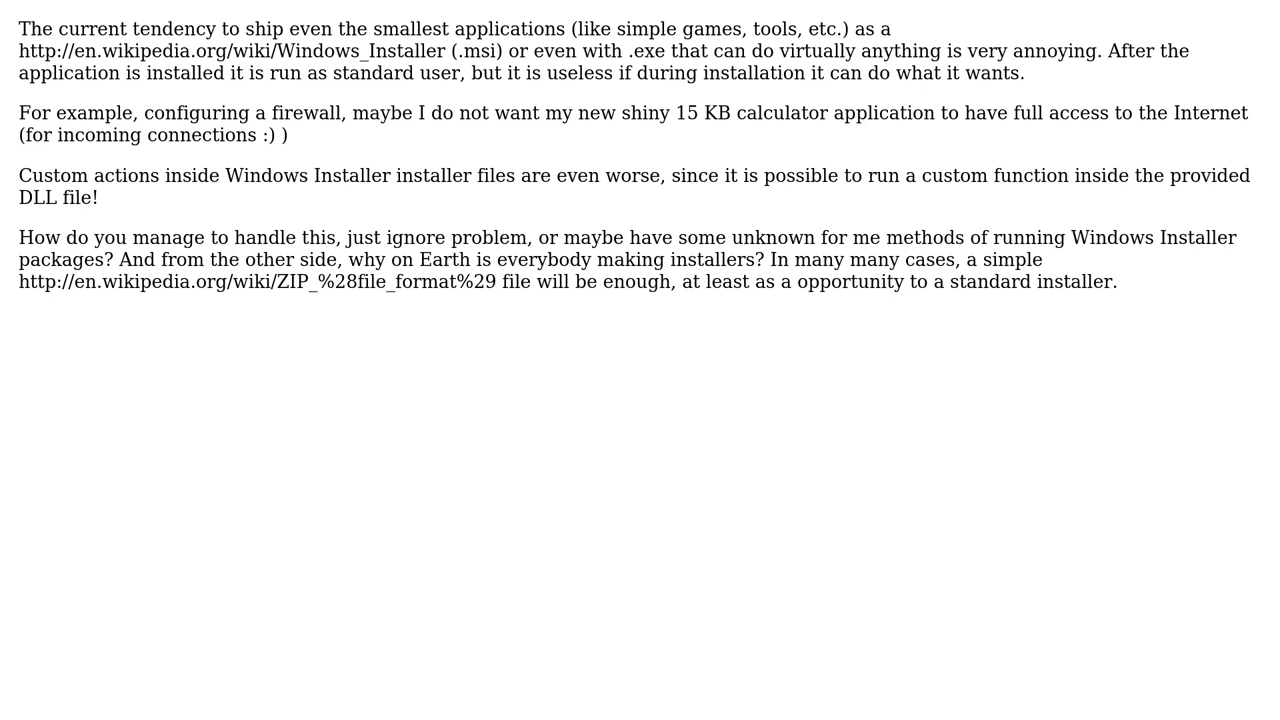 The current tendency to ship even the smallest applications (like simple games, tools, etc.) as a
http://en.wikipedia.org/wiki/Windows_Installer (.msi) or even with .exe that can do virtually anything is very annoying. After the
application is installed it is run as standard user, but it is useless if during installation it can do what it wants.
For example, configuring a firewall, maybe I do not want my new shiny 15 KB calculator application to have full access to the Internet
(for incoming connections :) )
Custom actions inside Windows Installer installer files are even worse, since it is possible to run a custom function inside the provided
DLL file!
How do you manage to handle this, just ignore problem, or maybe have some unknown for me methods of running Windows Installer
packages? And from the other side, why on Earth is everybody making installers? In many many cases, a simple
http://en.wikipedia.org/wiki/ZIP_%28file_format%29 file will be enough, at least as a opportunity to a standard installer.